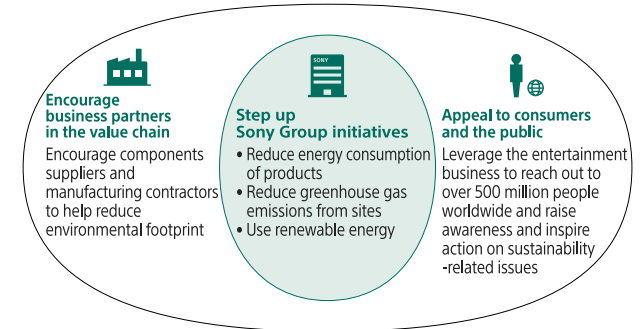 Encourage
business partners
in the value chain
Encourage components
suppliers and
manufacturing contractors
to help reduce
environmental footprint
SONY
Step up
Sony Group initiatives
• Reduce energy consumption
of products
• Reduce greenhouse gas
emissions from sites
• Use renewable energy
Appeal to consumers
and the public
Leverage the entertainment
business to reach out to
over 500 million people
worldwide and raise
awareness and inspire
action on sustainability
-related issues